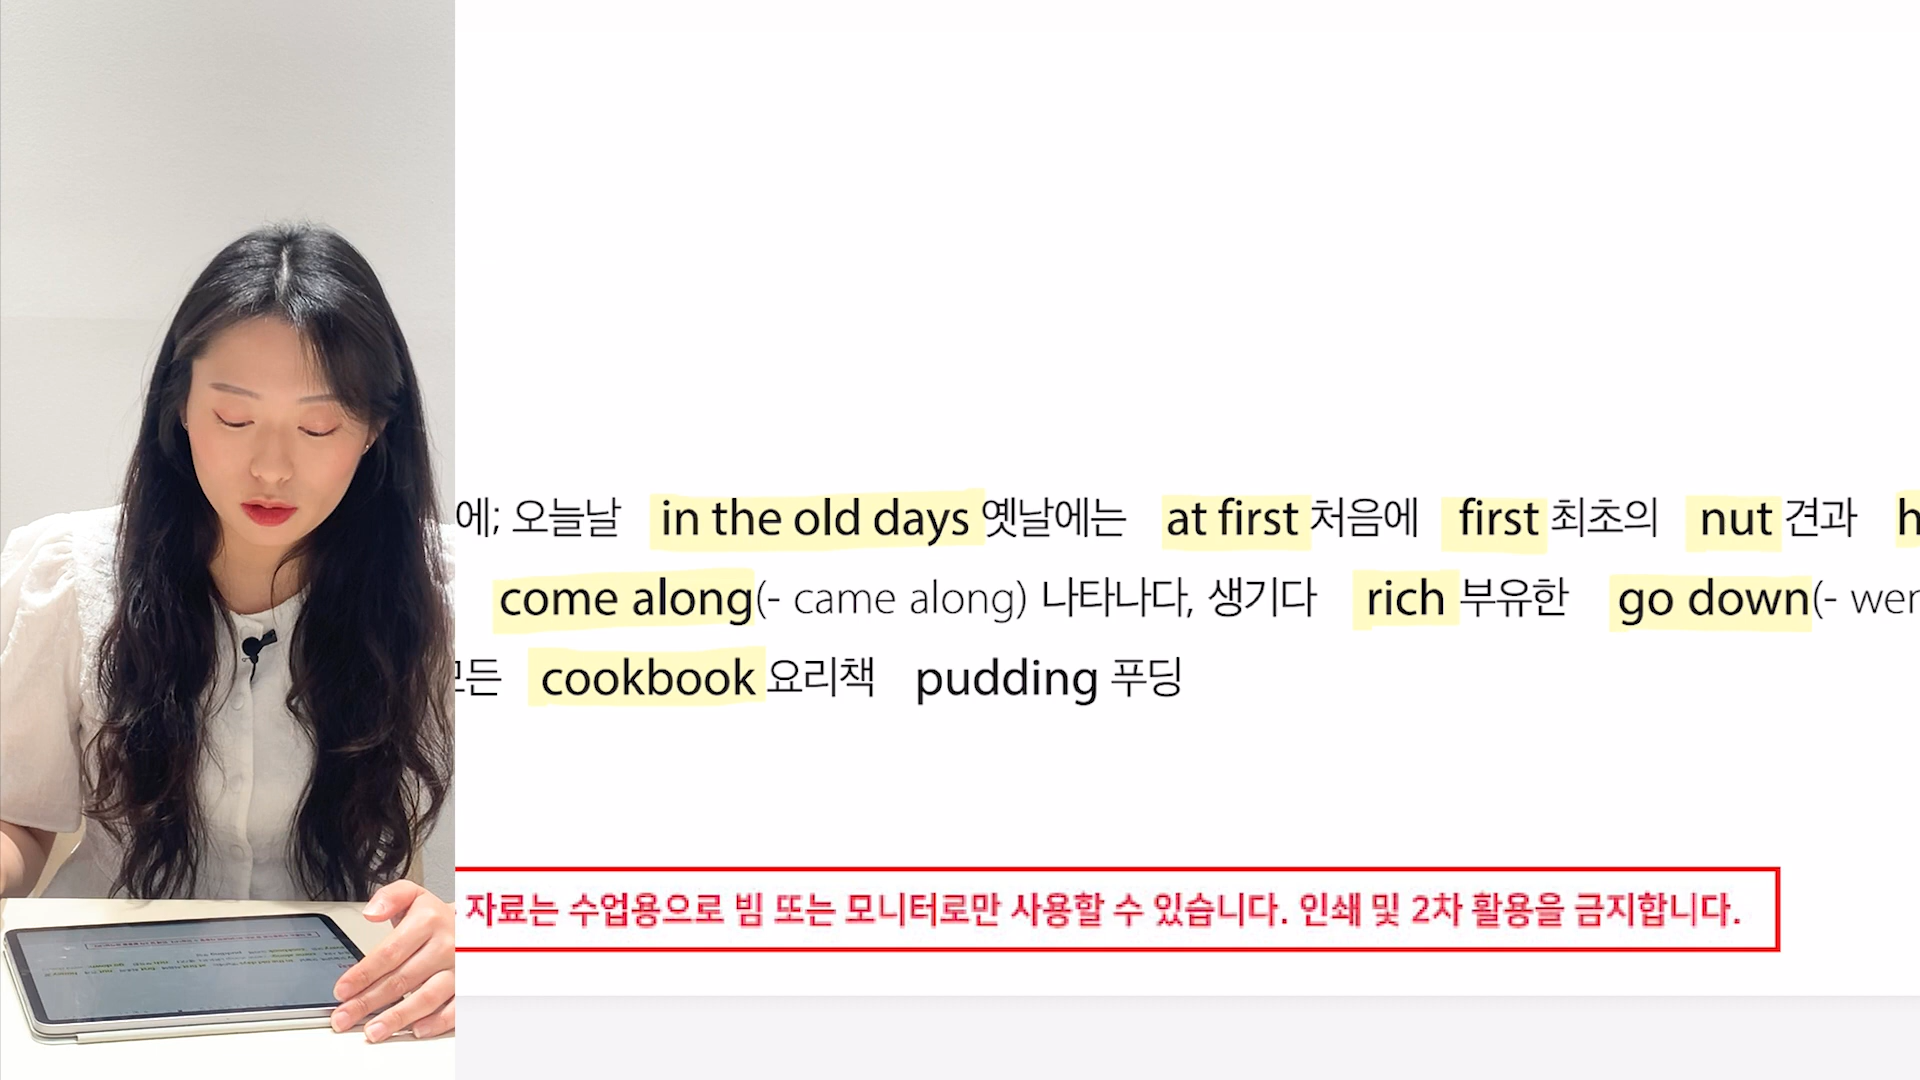 에; 오늘날 in the old days 옛날에는 at first 처음에 first 최초의 nut 견과
come along(- came along) 나타나다, 생기다 rich 부유한 go down(-
cookbook 요리책 pudding 푸딩
자료는 수업용으로 빔 또는 모니터로만 사용할 수 있습니다. 인쇄 및 2차 활용을 금지합니다.